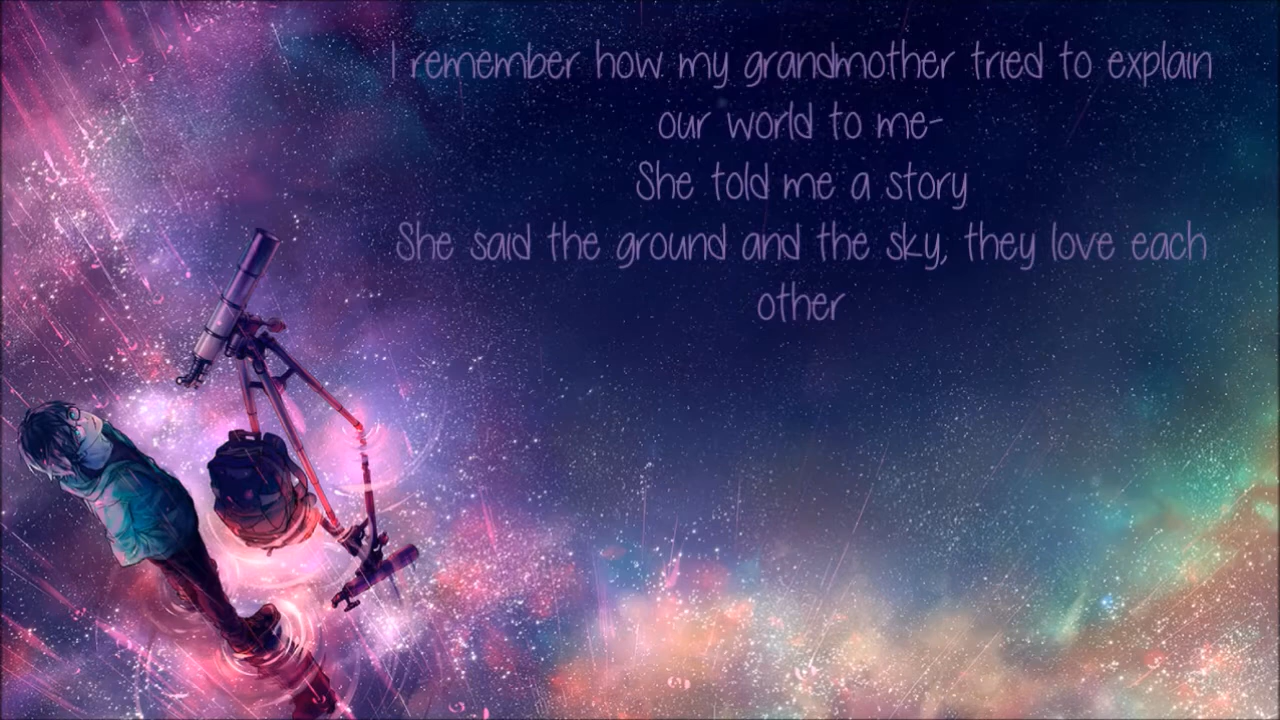 I remember how my grandmother tried to explain
our world to me-
She told me a story
She said the ground and the sky, they love each
other